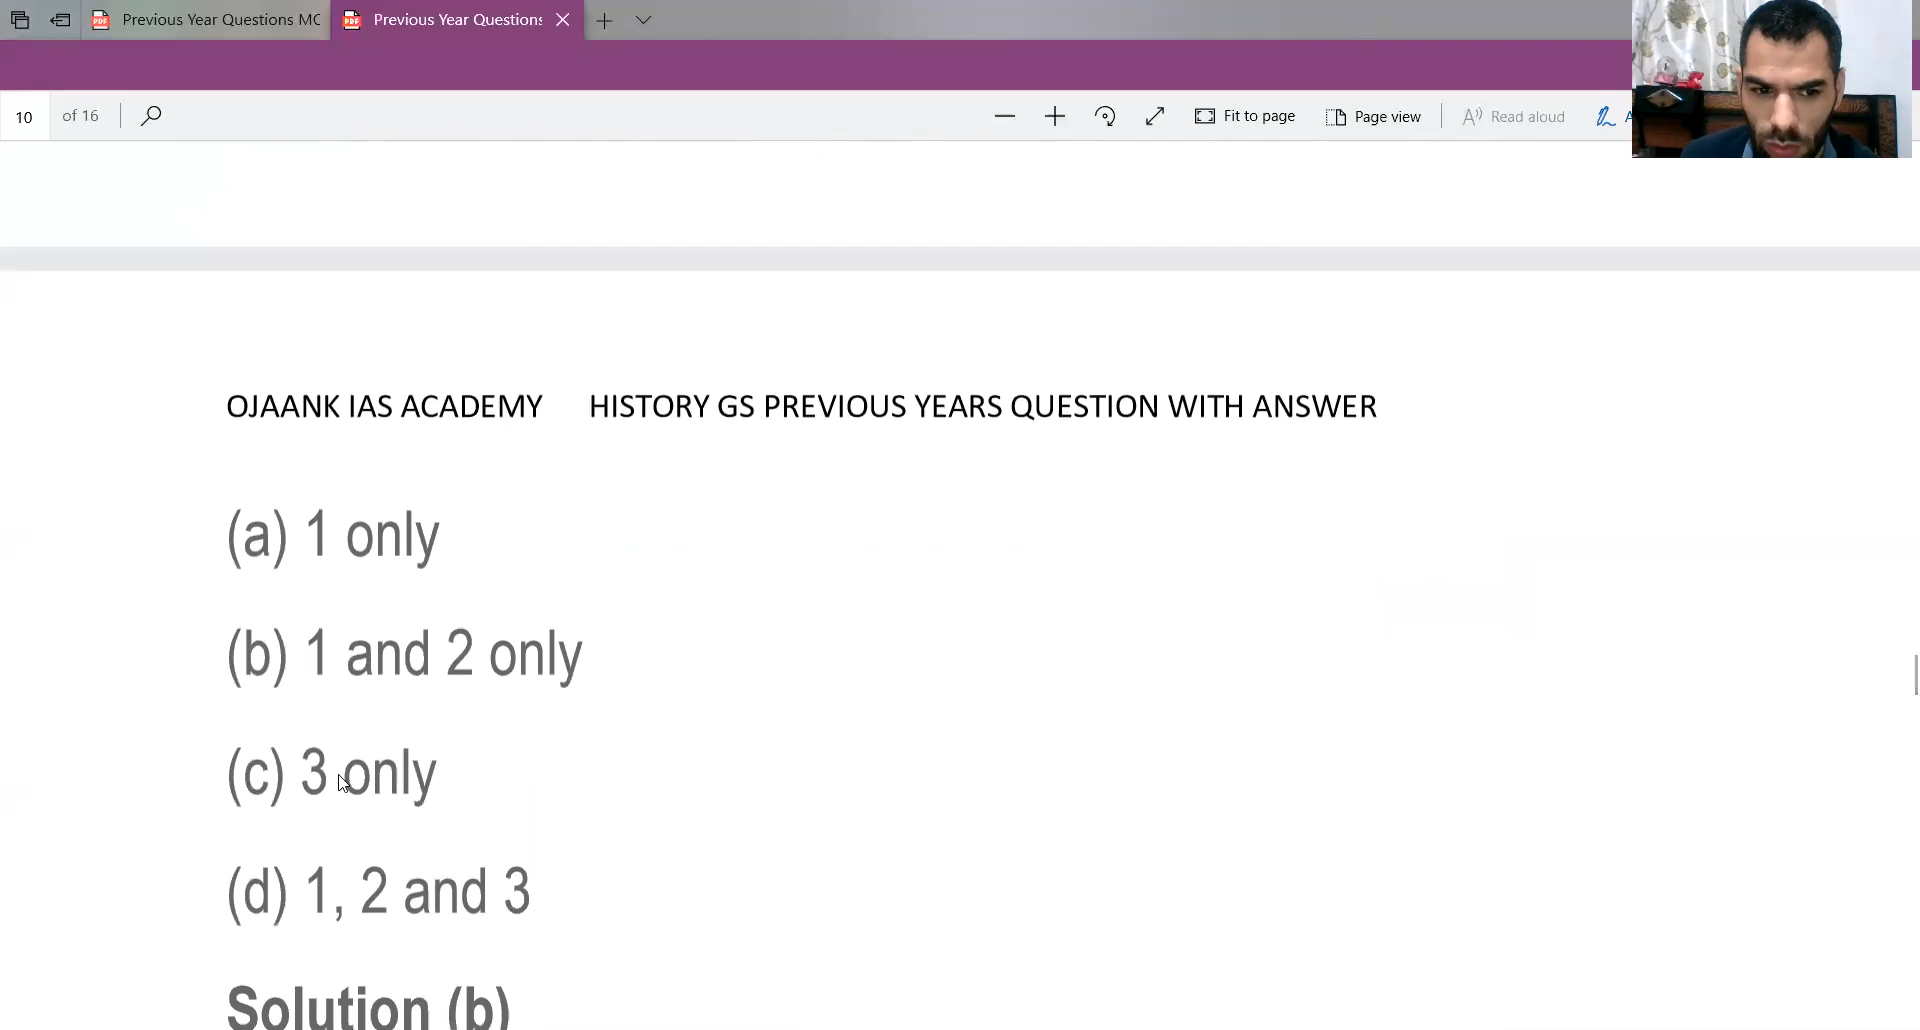 Previous Year Questions MC
Previous Year Questions
10 of 16
Fit to page
Page view
Read aloud
OJAANK IAS ACADEMY HISTORY GS PREVIOUS YEARS QUESTION WITH ANSWER
(a) 1 only
(b) 1 and 2 only
(c) 3 only
(d) 1, 2 and 3
Solution (b)